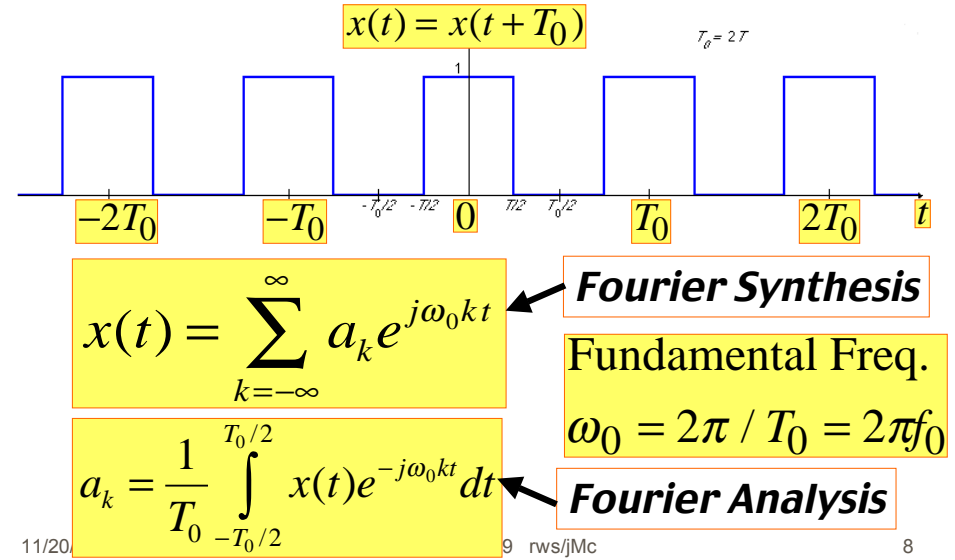 x(t) = x(t + T₀)
T₀ = 2T
1
−2T₀ −T₀ -T₀/2 -T/2 0 T/2 T₀/2 T₀ 2T₀ t
x(t) = ∑_{k=−∞}^{∞} a_k e^{jω₀kt}
Fourier Synthesis
Fundamental Freq.
ω₀ = 2π / T₀ = 2πf₀
a_k = 1/T₀ ∫_{−T₀/2}^{T₀/2} x(t)e^{−jω₀kt} dt
Fourier Analysis
11/20/ 9 rws/jMc 8